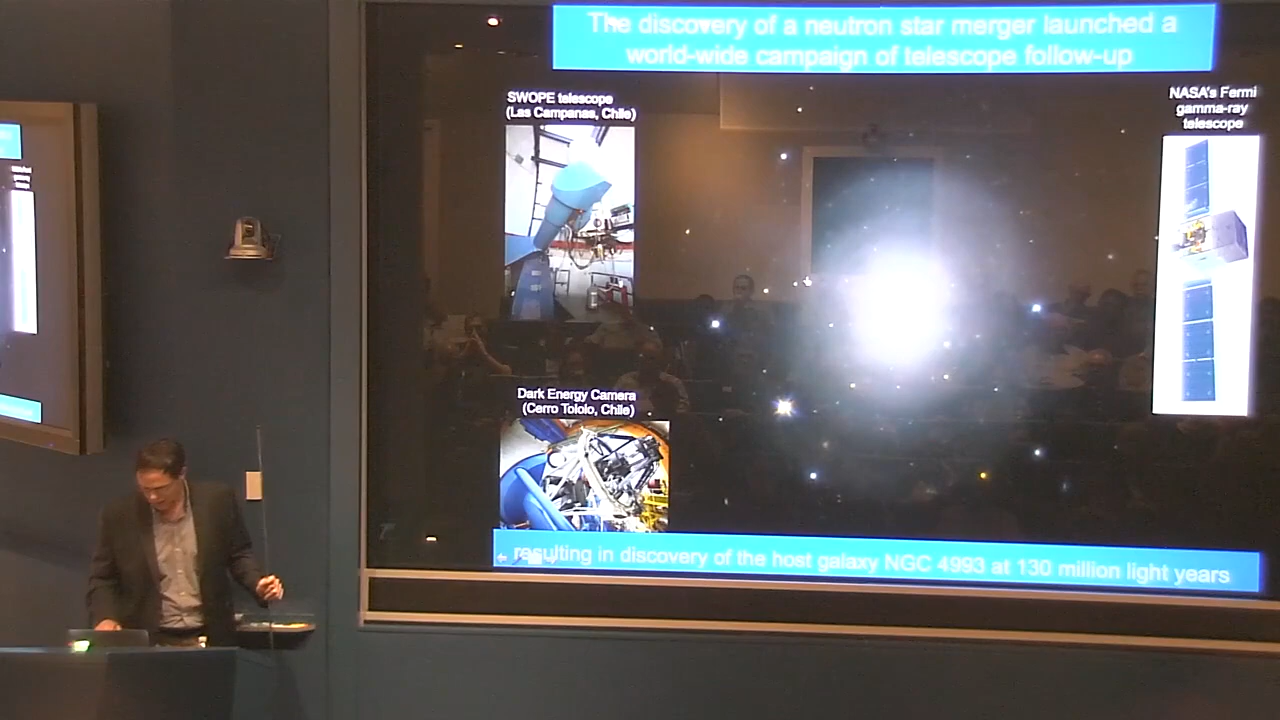 The discovery of a neutron star merger launched a
world-wide campaign of telescope follow-up
SWOPE telescope
(Las Campanas, Chile)
NASA's Fermi
gamma-ray
telescope
Dark Energy Camera
(Cerro Tololo, Chile)
resulting in discovery of the host galaxy NGC 4993 at 130 million light years